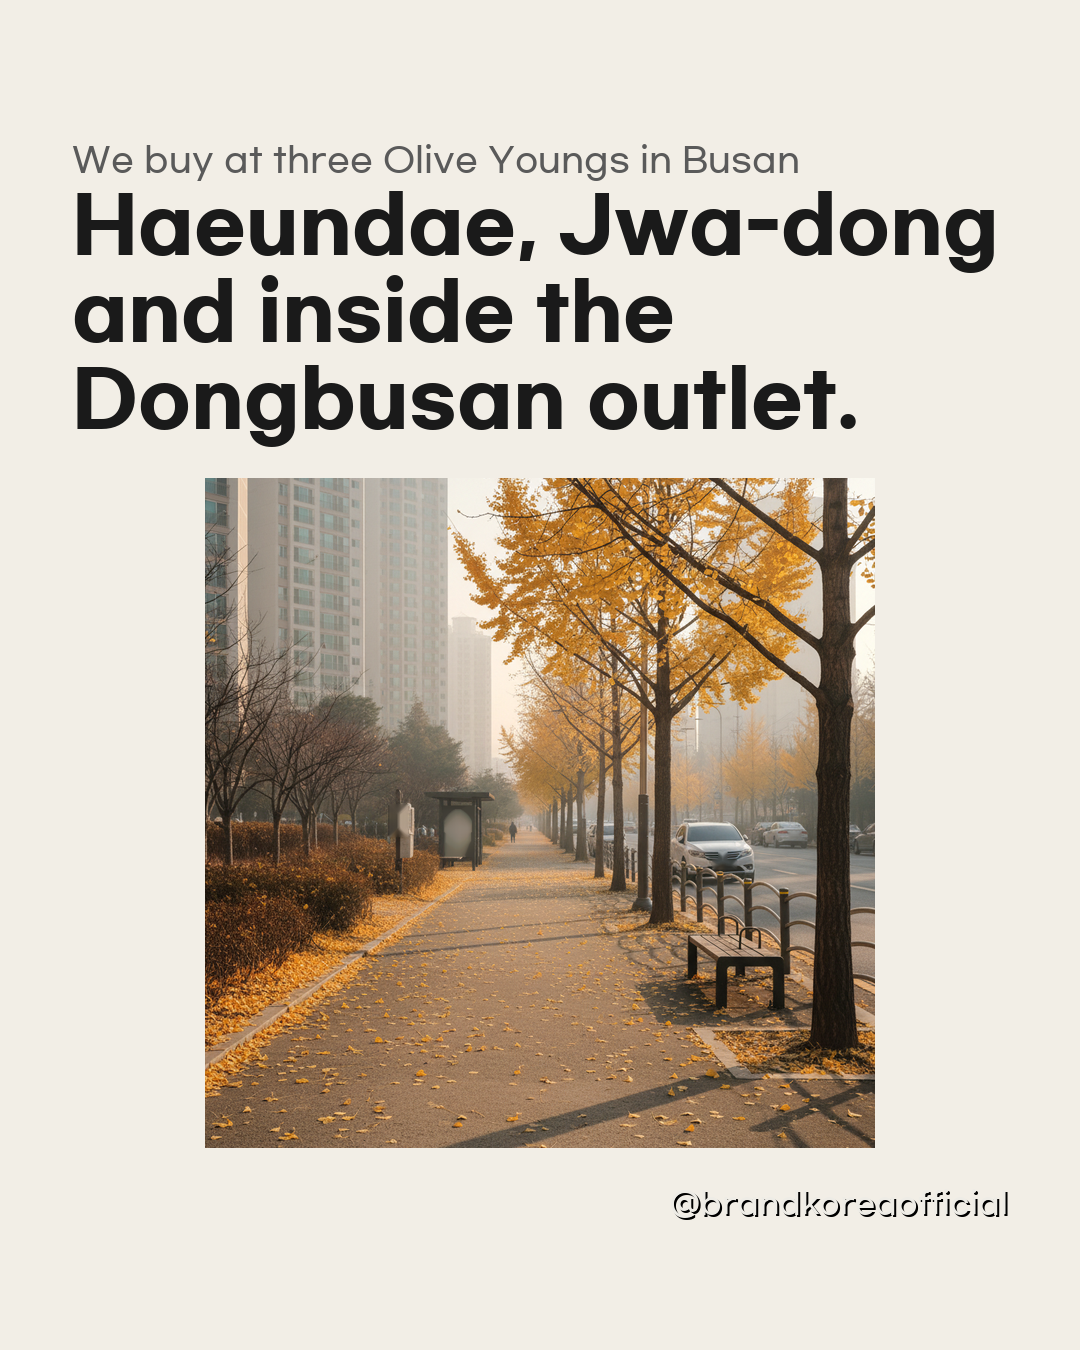 We buy at three Olive Youngs in Busan
Haeundae, Jwa-dong
and inside the
Dongbusan outlet.
@brandkoreaofficial